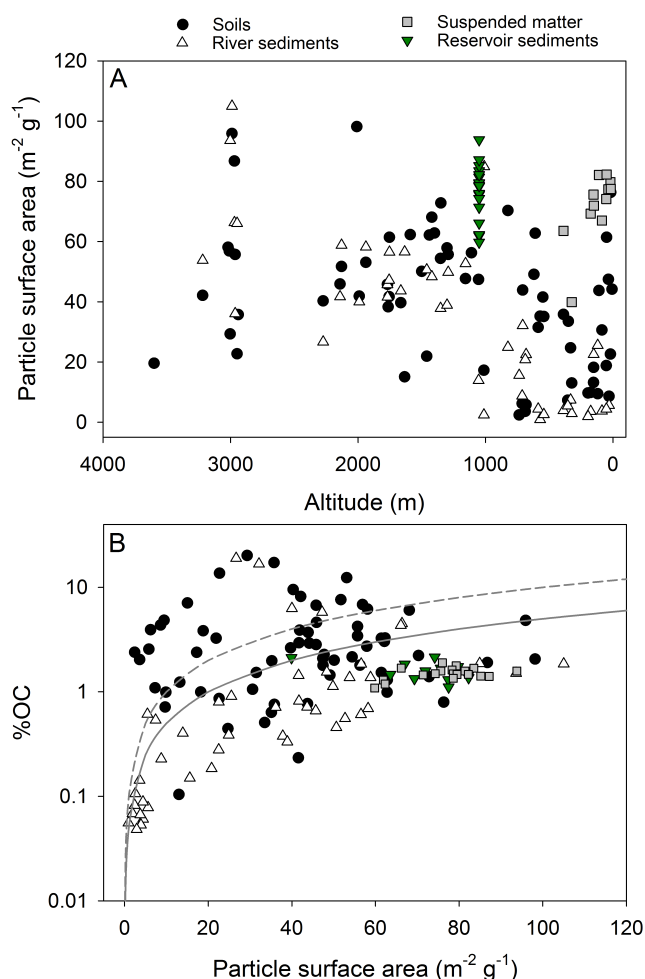 Soils
River sediments
Suspended matter
Reservoir sediments
A
120
100
80
60
40
20
0
Particle surface area (m⁻² g⁻¹)
4000 3000 2000 1000 0
Altitude (m)
B
10
1
0.1
0.01
%OC
0 20 40 60 80 100 120
Particle surface area (m⁻² g⁻¹)